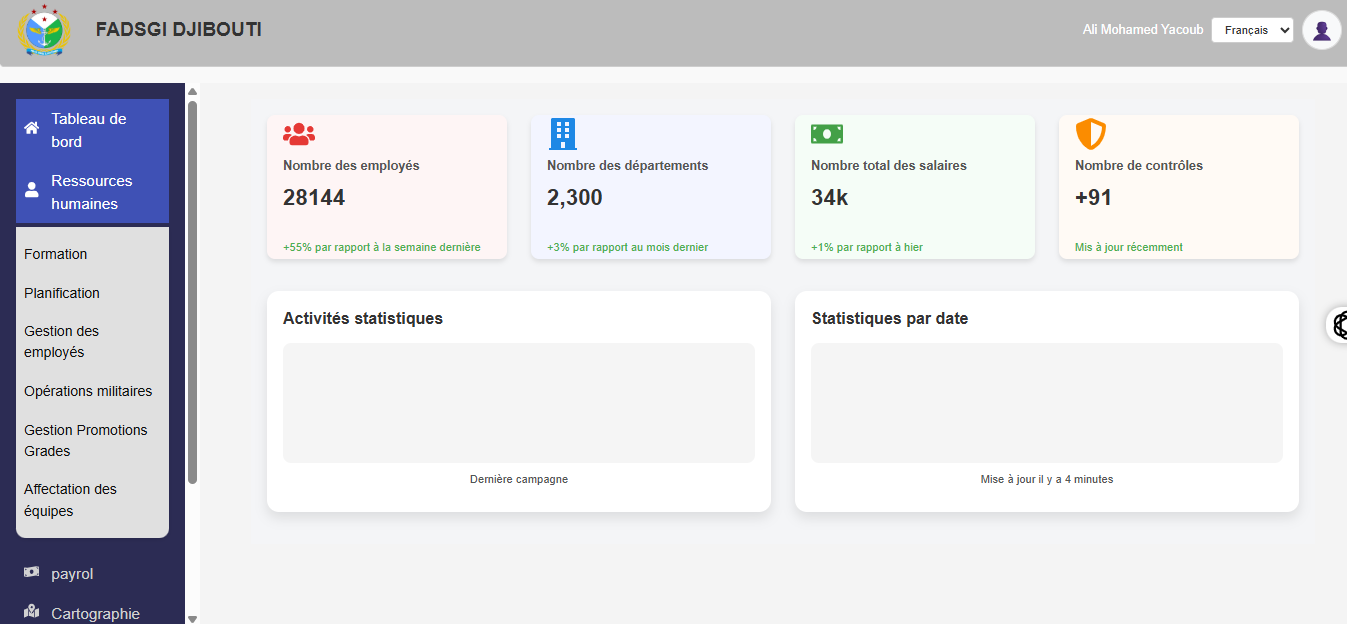 FADSGI DJIBOUTI
Ali Mohamed Yacoub
Français
Tableau de
bord
Ressources
humaines
Formation
Planification
Gestion des
employés
Opérations militaires
Gestion Promotions
Grades
Affectation des
équipes
payrol
Cartographie
Nombre des employés
28144
+55% par rapport à la semaine dernière
Nombre des départements
2,300
+3% par rapport au mois dernier
Nombre total des salaires
34k
+1% par rapport à hier
Nombre de contrôles
+91
Mis à jour récemment
Activités statistiques
Dernière campagne
Statistiques par date
Mise à jour il y a 4 minutes